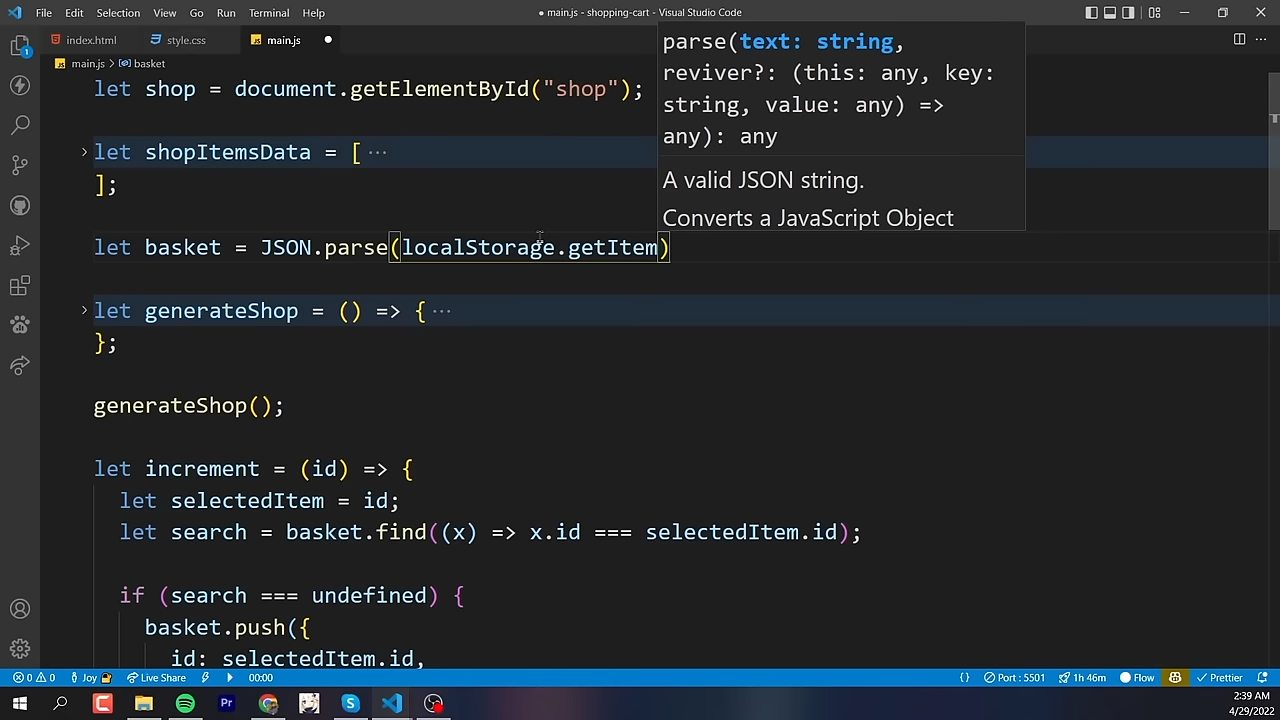 File Edit Selection View Go Run Terminal Help
● main.js - shopping-cart - Visual Studio Code
index.html
style.css
main.js ●
main.js > basket
let shop = document.getElementById("shop");
let shopItemsData = [ ···
];
let basket = JSON.parse(localStorage.getItem)
let generateShop = () => { ···
};
generateShop();
let increment = (id) => {
let selectedItem = id;
let search = basket.find((x) => x.id === selectedItem.id);
if (search === undefined) {
basket.push({
id: selectedItem.id,
parse(text: string,
reviver?: (this: any, key:
string, value: any) =>
any): any
A valid JSON string.
Converts a JavaScript Object
1
0 0 Joy Live Share 00:00
{} Port : 5501 1h 46m Flow Prettier
Pr
2:39 AM
4/29/2022